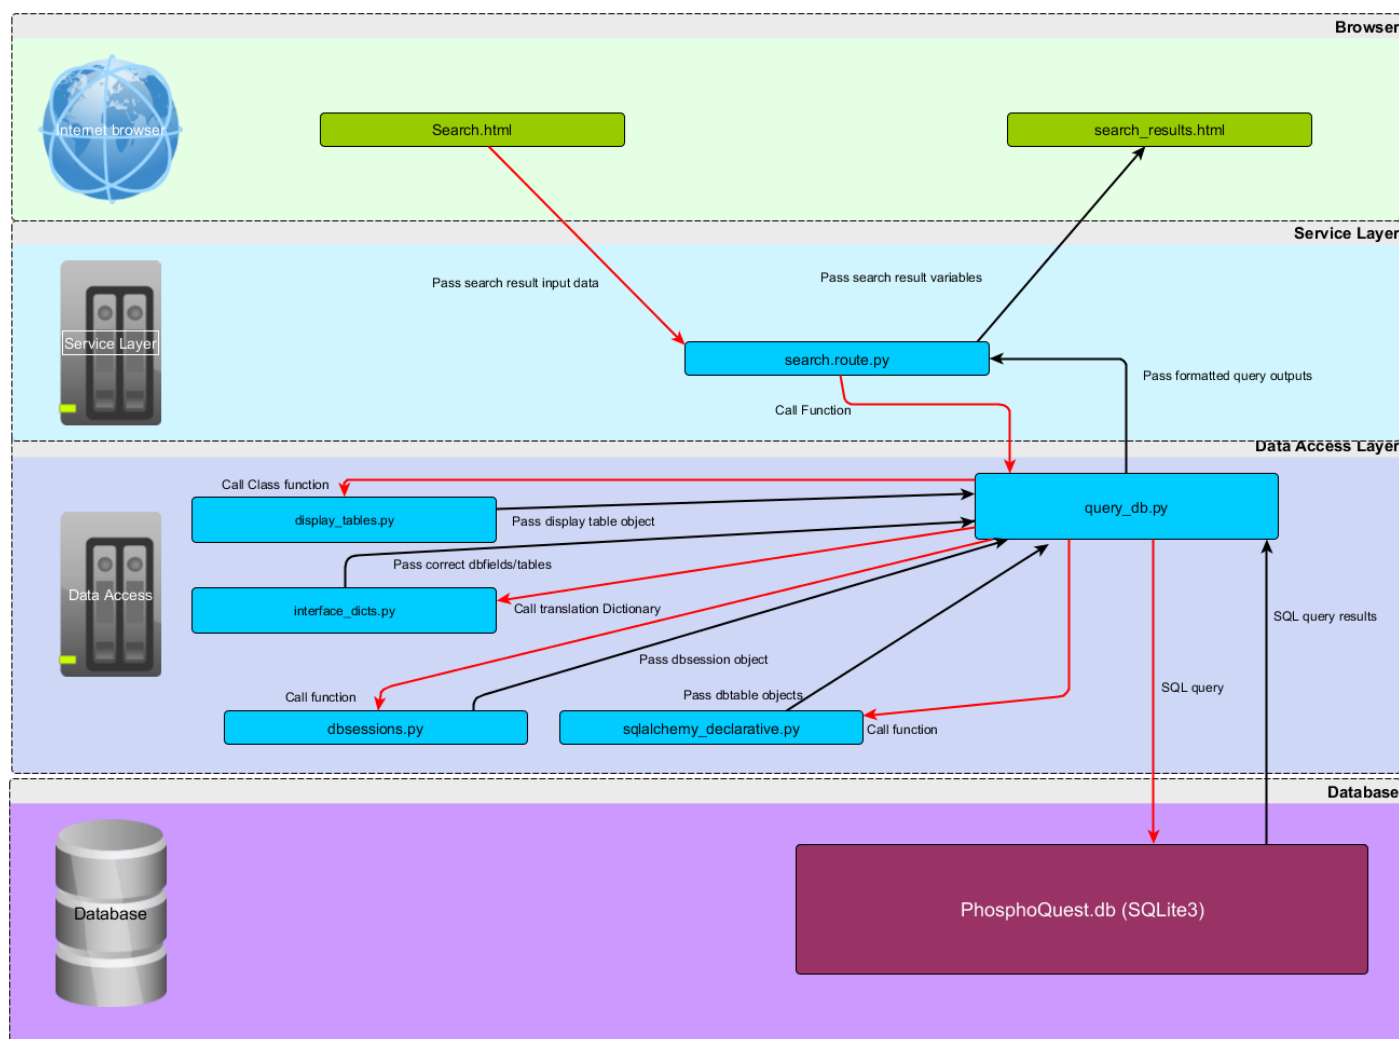 Browser
Internet browser
Search.html
search_results.html
Service Layer
Pass search result input data
Pass search result variables
Service Layer
search.route.py
Pass formatted query outputs
Call Function
Data Access Layer
Call Class function
display_tables.py
Pass display table object
query_db.py
Pass correct dbfields/tables
Data Access
interface_dicts.py
Call translation Dictionary
SQL query results
Pass dbsession object
Call function
Pass dbtable objects
SQL query
dbsessions.py
sqlalchemy_declarative.py
Call function
Database
Database
PhosphoQuest.db (SQLite3)